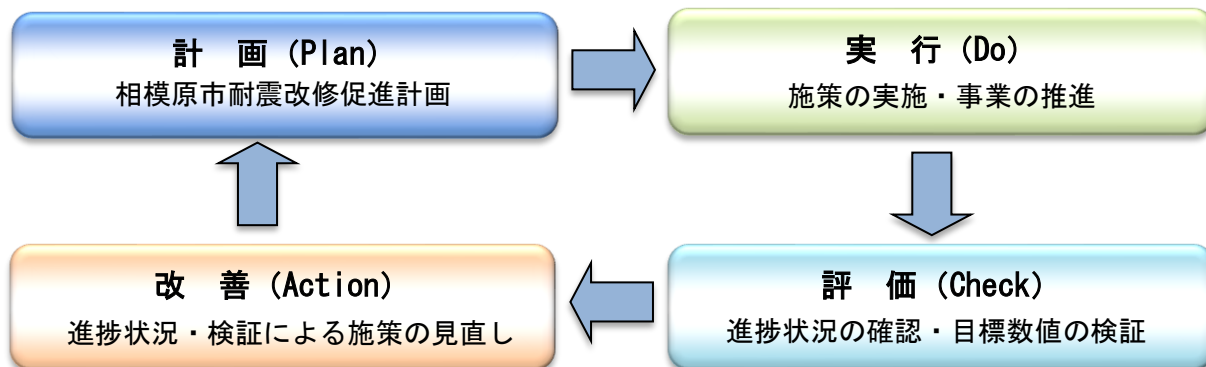 計　画（Plan）
相模原市耐震改修促進計画
実　行（Do）
施策の実施・事業の推進
改　善（Action）
進捗状況・検証による施策の見直し
評　価（Check）
進捗状況の確認・目標数値の検証